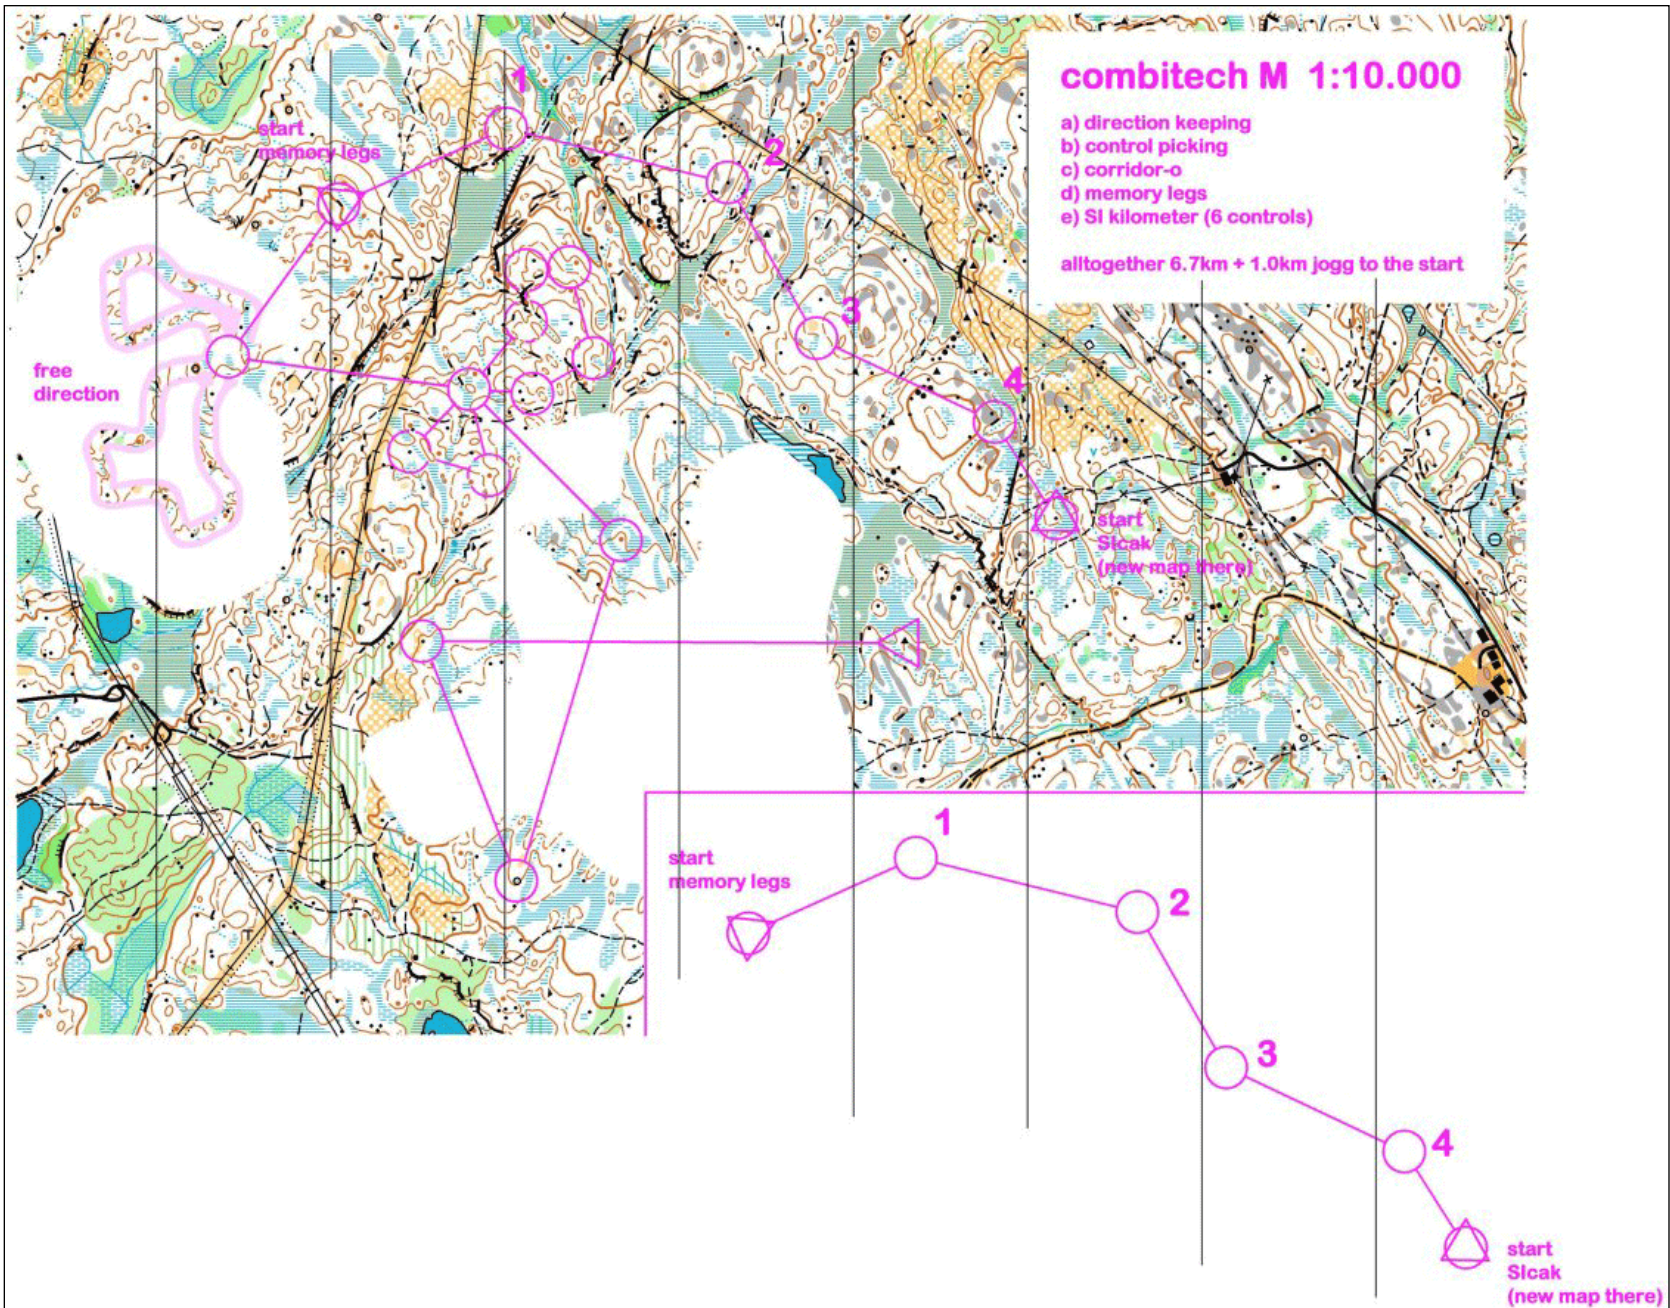 combitech M 1:10.000
a) direction keeping
b) control picking
c) corridor-o
d) memory legs
e) SI kilometer (6 controls)
alltogether 6.7km + 1.0km jogg to the start
1
start
memory legs
2
3
free
direction
4
start
SIcak
(new map there)
1
start
memory legs
2
3
4
start
SIcak
(new map there)